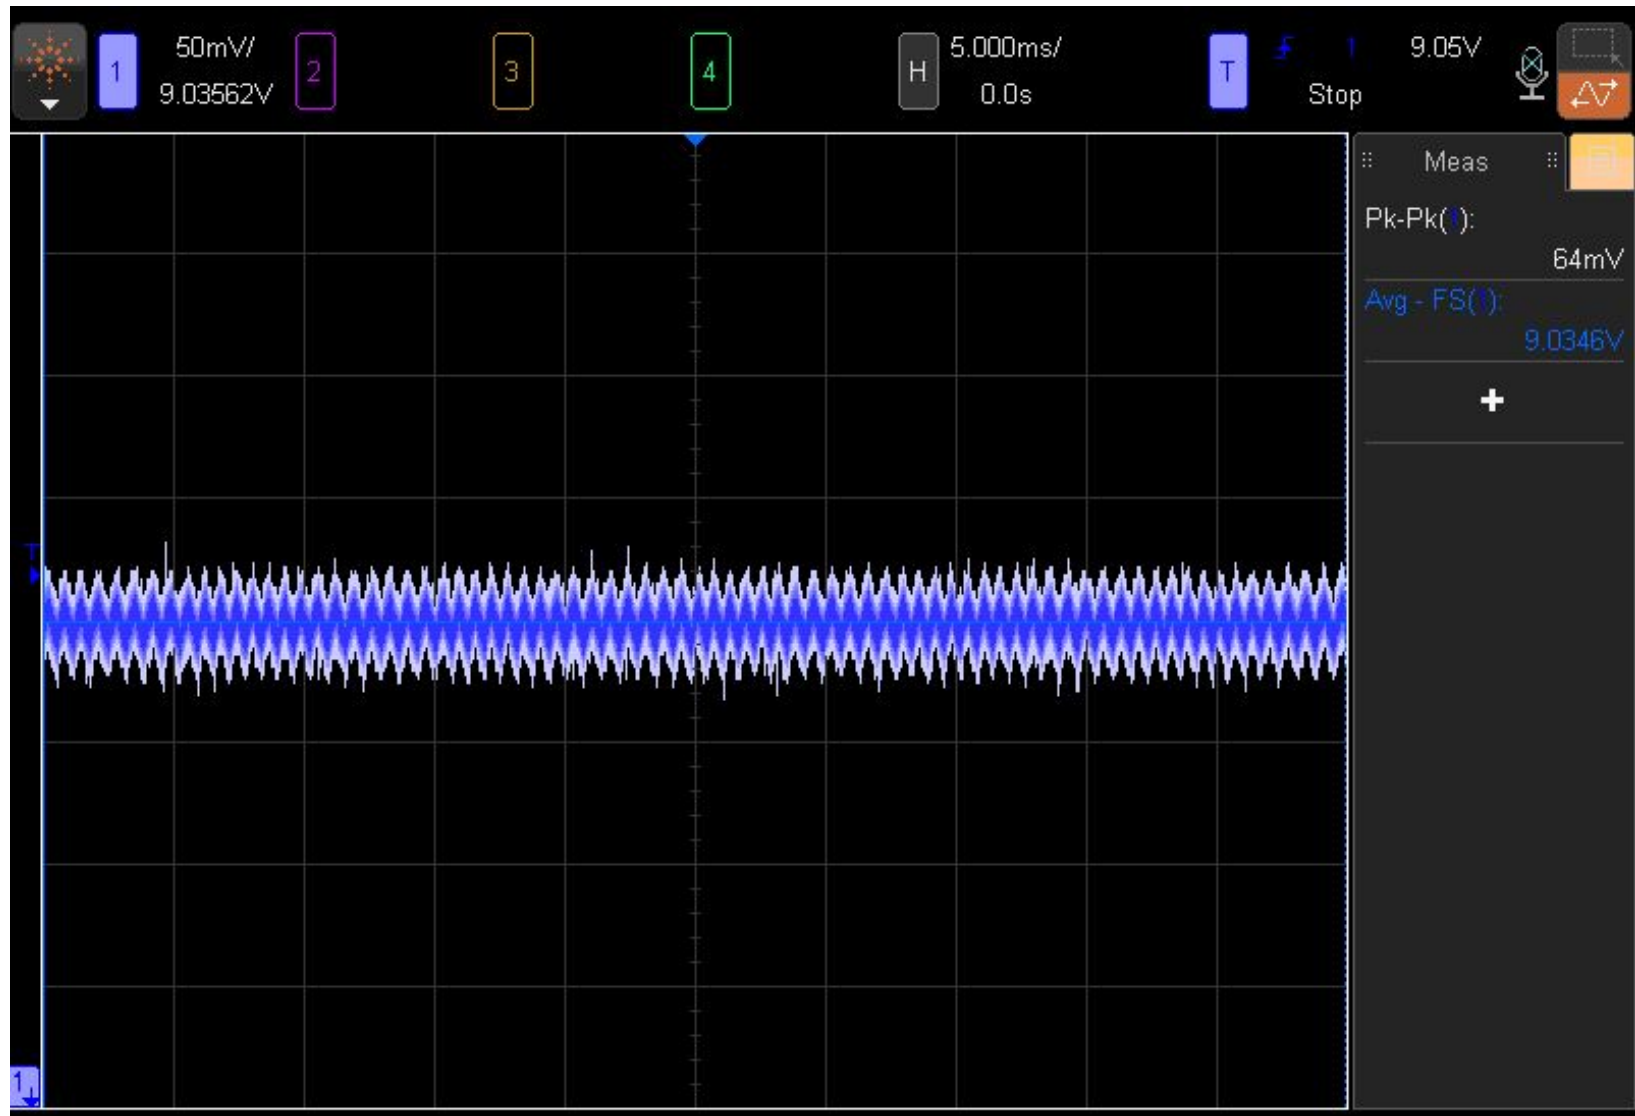 1
50mV/
9.03562V
2
3
4
H
5.000ms/
0.0s
T
1
9.05V
Stop
Meas
Pk-Pk(1):
64mV
Avg - FS(1):
9.0346V
T
1